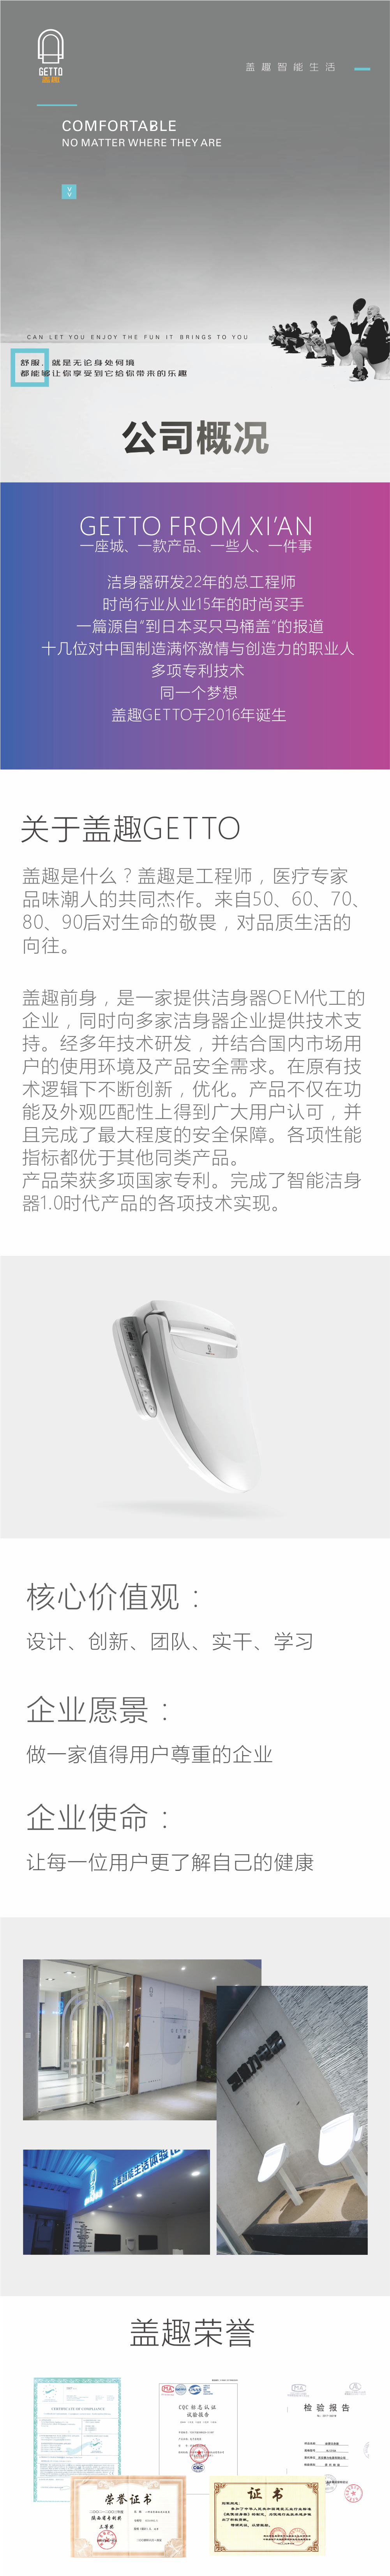 GETTO
盖趣
盖趣智能生活
COMFORTABLE
NO MATTER WHERE THEY ARE
CAN LET YOU ENJOY THE FUN IT BRINGS TO YOU
舒服，就是无论身处何境
都能够让你享受到它给你带来的乐趣
公司概况
GETTO FROM XI'AN
一座城、一款产品、一些人、一件事
洁身器研发22年的总工程师
时尚行业从业15年的时尚买手
一篇源自"到日本买只马桶盖"的报道
十几位对中国制造满怀激情与创造力的职业人
多项专利技术
同一个梦想
盖趣GETTO于2016年诞生
关于盖趣GETTO
盖趣是什么？盖趣是工程师，医疗专家
品味潮人的共同杰作。来自50、60、70、
80、90后对生命的敬畏，对品质生活的
向往。
盖趣前身，是一家提供洁身器OEM代工的
企业，同时向多家洁身器企业提供技术支
持。经多年技术研发，并结合国内市场用
户的使用环境及产品安全需求。在原有技
术逻辑下不断创新，优化。产品不仅在功
能及外观匹配性上得到广大用户认可，并
且完成了最大程度的安全保障。各项性能
指标都优于其他同类产品。
产品荣获多项国家专利。完成了智能洁身
器1.0时代产品的各项技术实现。
核心价值观：
设计、创新、团队、实干、学习
企业愿景：
做一家值得用户尊重的企业
企业使命：
让每一位用户更了解自己的健康
GETTO
盖趣荣誉
CERTIFICATE OF COMPLIANCE
CQC 标志认证
试验报告
检验报告
荣誉证书
证书